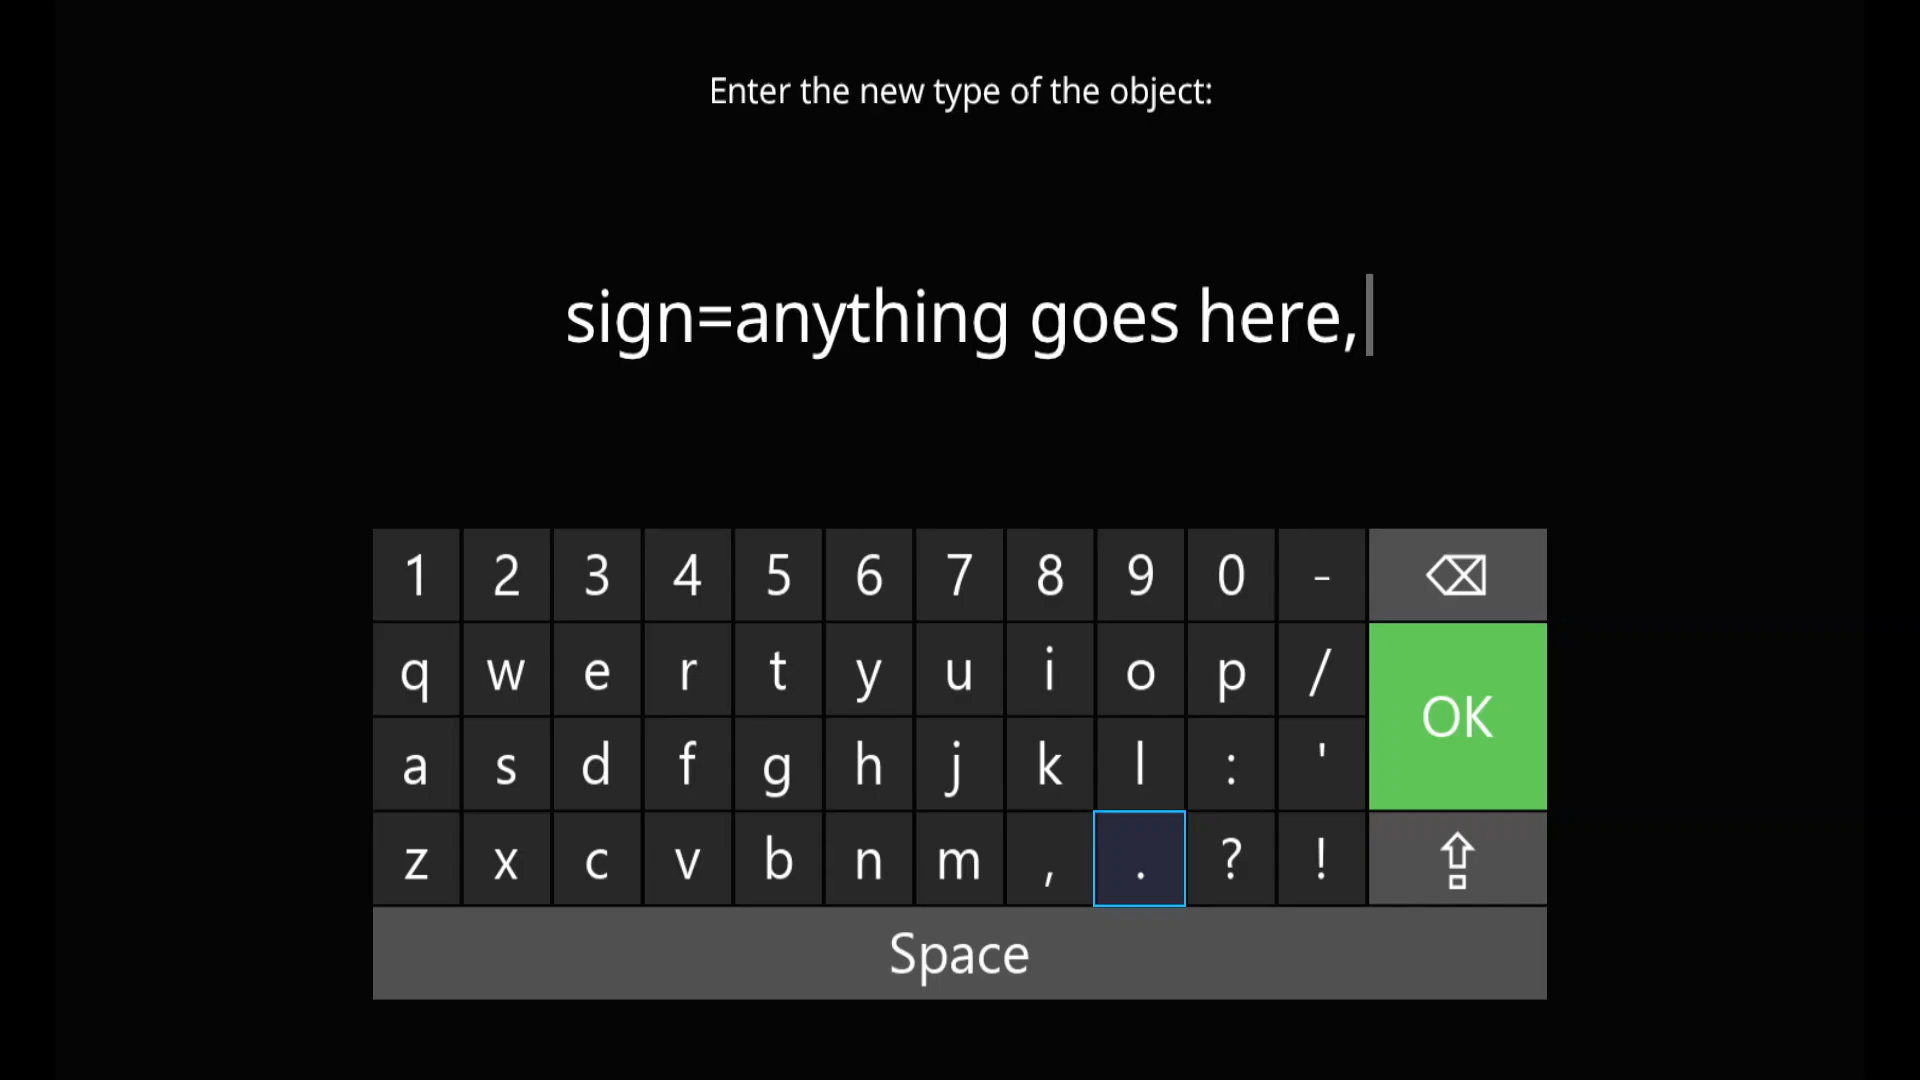 Enter the new type of the object:
sign=anything goes here,
1 2 3 4 5 6 7 8 9 0 - ⌫
q w e r t y u i o p /
OK
a s d f g h j k l : '
z x c v b n m , . ? !
Space